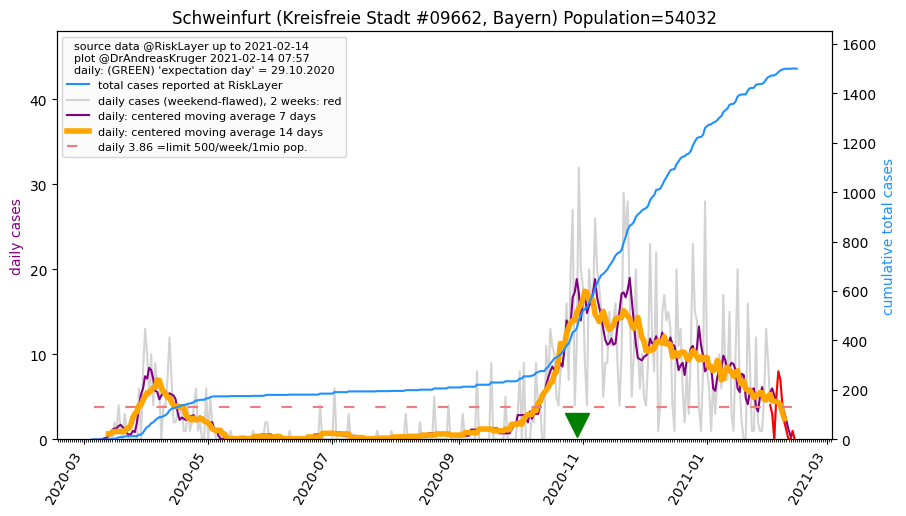 Schweinfurt (Kreisfreie Stadt #09662, Bayern) Population=54032
source data @RiskLayer up to 2021-02-14
plot @DrAndreasKruger 2021-02-14 07:57
daily: (GREEN) 'expectation day' = 29.10.2020
total cases reported at RiskLayer
daily cases (weekend-flawed), 2 weeks: red
daily: centered moving average 7 days
daily: centered moving average 14 days
daily 3.86 =limit 500/week/1mio pop.
daily cases
40
30
20
10
0
1600
1400
1200
1000
800
600
400
200
0
cumulative total cases
2020-03
2020-05
2020-07
2020-09
2020-11
2021-01
2021-03